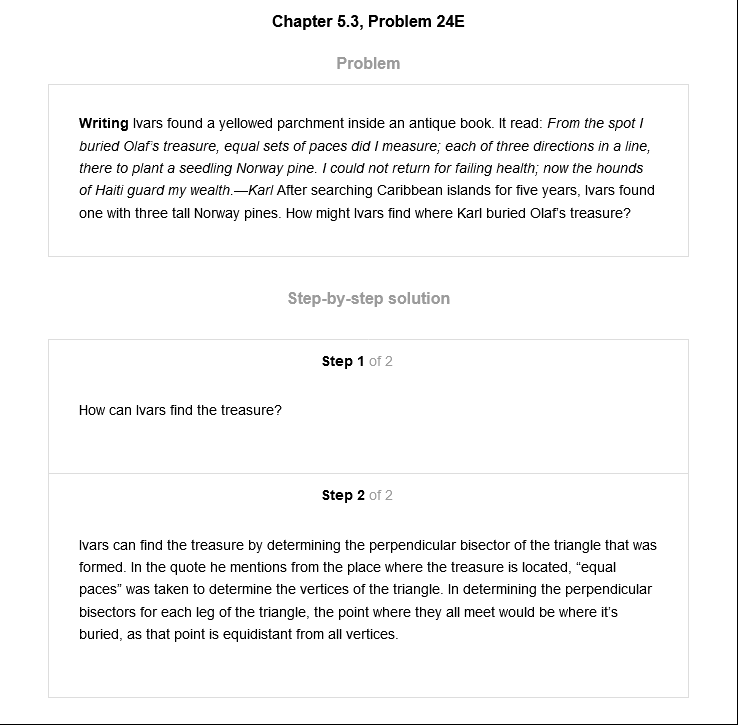 Chapter 5.3, Problem 24E
Problem
Writing Ivars found a yellowed parchment inside an antique book. It read: From the spot I
buried Olaf's treasure, equal sets of paces did I measure; each of three directions in a line,
there to plant a seedling Norway pine. I could not return for failing health; now the hounds
of Haiti guard my wealth.—Karl After searching Caribbean islands for five years, Ivars found
one with three tall Norway pines. How might Ivars find where Karl buried Olaf's treasure?
Step-by-step solution
Step 1 of 2
How can Ivars find the treasure?
Step 2 of 2
Ivars can find the treasure by determining the perpendicular bisector of the triangle that was
formed. In the quote he mentions from the place where the treasure is located, “equal
paces” was taken to determine the vertices of the triangle. In determining the perpendicular
bisectors for each leg of the triangle, the point where they all meet would be where it’s
buried, as that point is equidistant from all vertices.